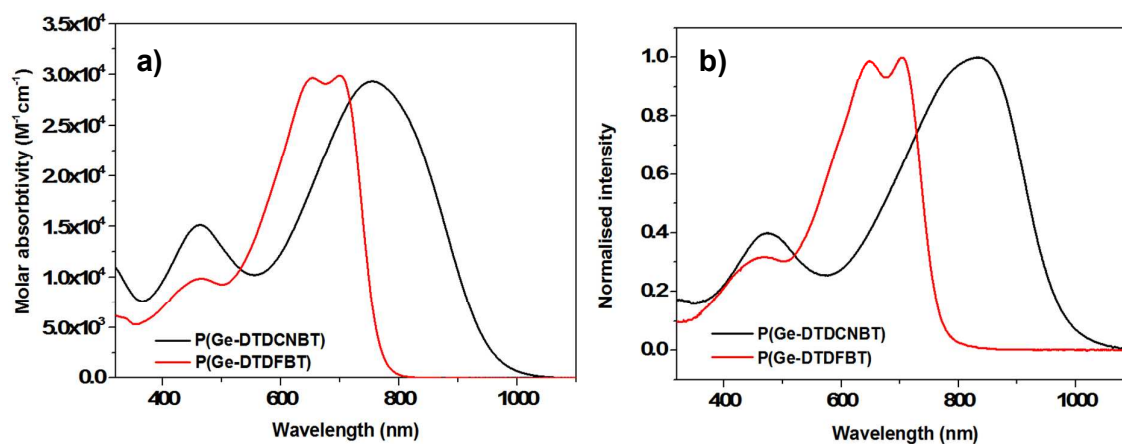 a)
Molar absorbtivity (M⁻¹cm⁻¹)
3.5x10⁴
3.0x10⁴
2.5x10⁴
2.0x10⁴
1.5x10⁴
1.0x10⁴
5.0x10³
0.0
P(Ge-DTDCNBT)
P(Ge-DTDFBT)
400 600 800 1000
Wavelength (nm)
b)
Normalised intensity
1.0
0.8
0.6
0.4
0.2
0.0
P(Ge-DTDCNBT)
P(Ge-DTDFBT)
400 600 800 1000
Wavelength (nm)